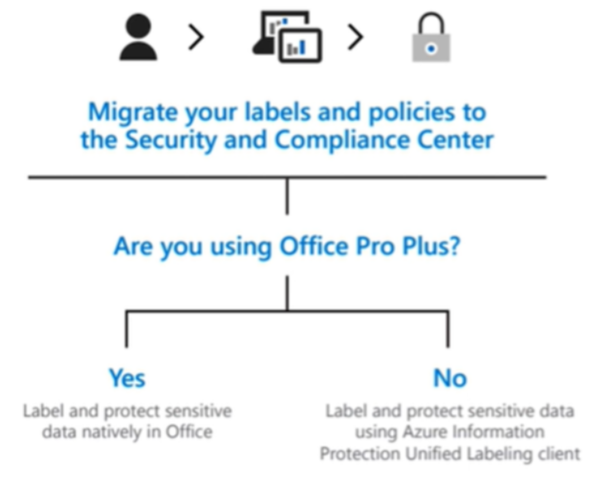 Migrate your labels and policies to
the Security and Compliance Center
Are you using Office Pro Plus?
Yes
Label and protect sensitive
data natively in Office
No
Label and protect sensitive data
using Azure Information
Protection Unified Labeling client